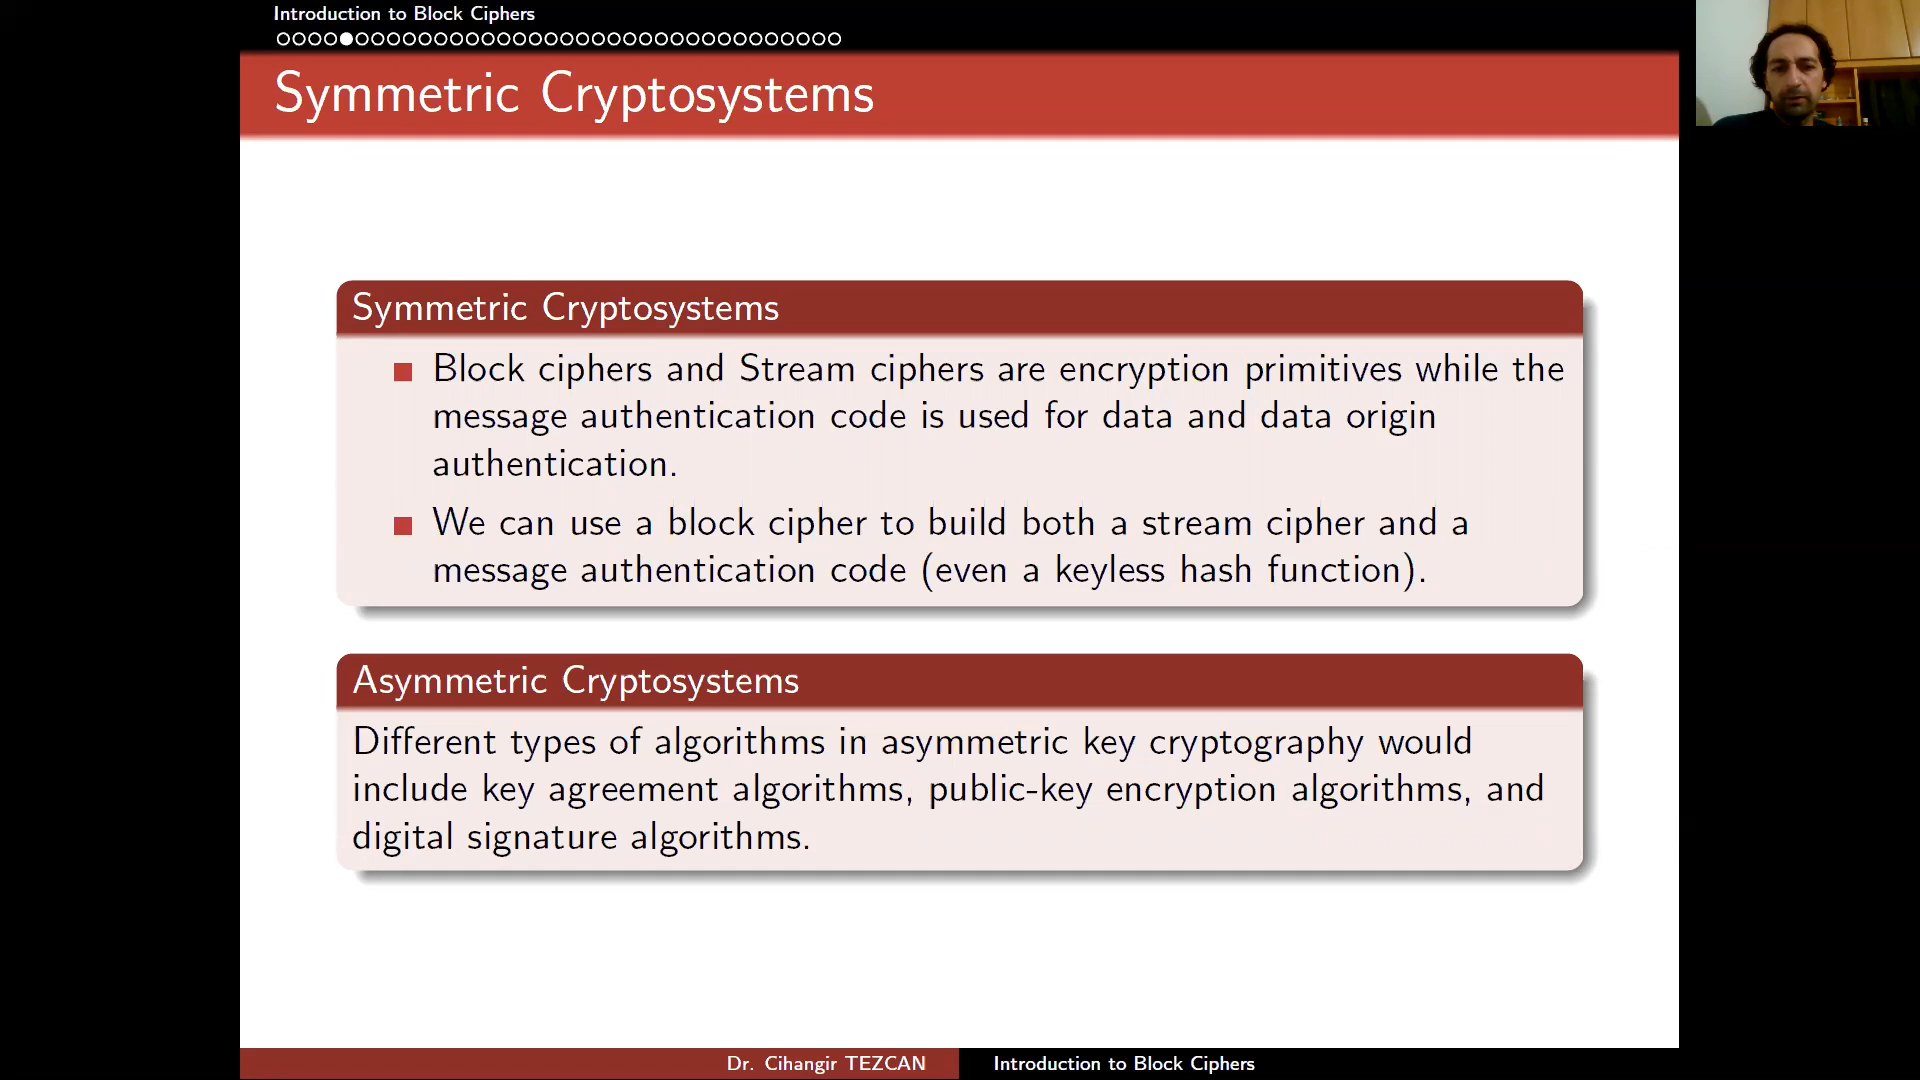 Introduction to Block Ciphers
Symmetric Cryptosystems
Symmetric Cryptosystems
Block ciphers and Stream ciphers are encryption primitives while the
message authentication code is used for data and data origin
authentication.
We can use a block cipher to build both a stream cipher and a
message authentication code (even a keyless hash function).
Asymmetric Cryptosystems
Different types of algorithms in asymmetric key cryptography would
include key agreement algorithms, public-key encryption algorithms, and
digital signature algorithms.
Dr. Cihangir TEZCAN
Introduction to Block Ciphers